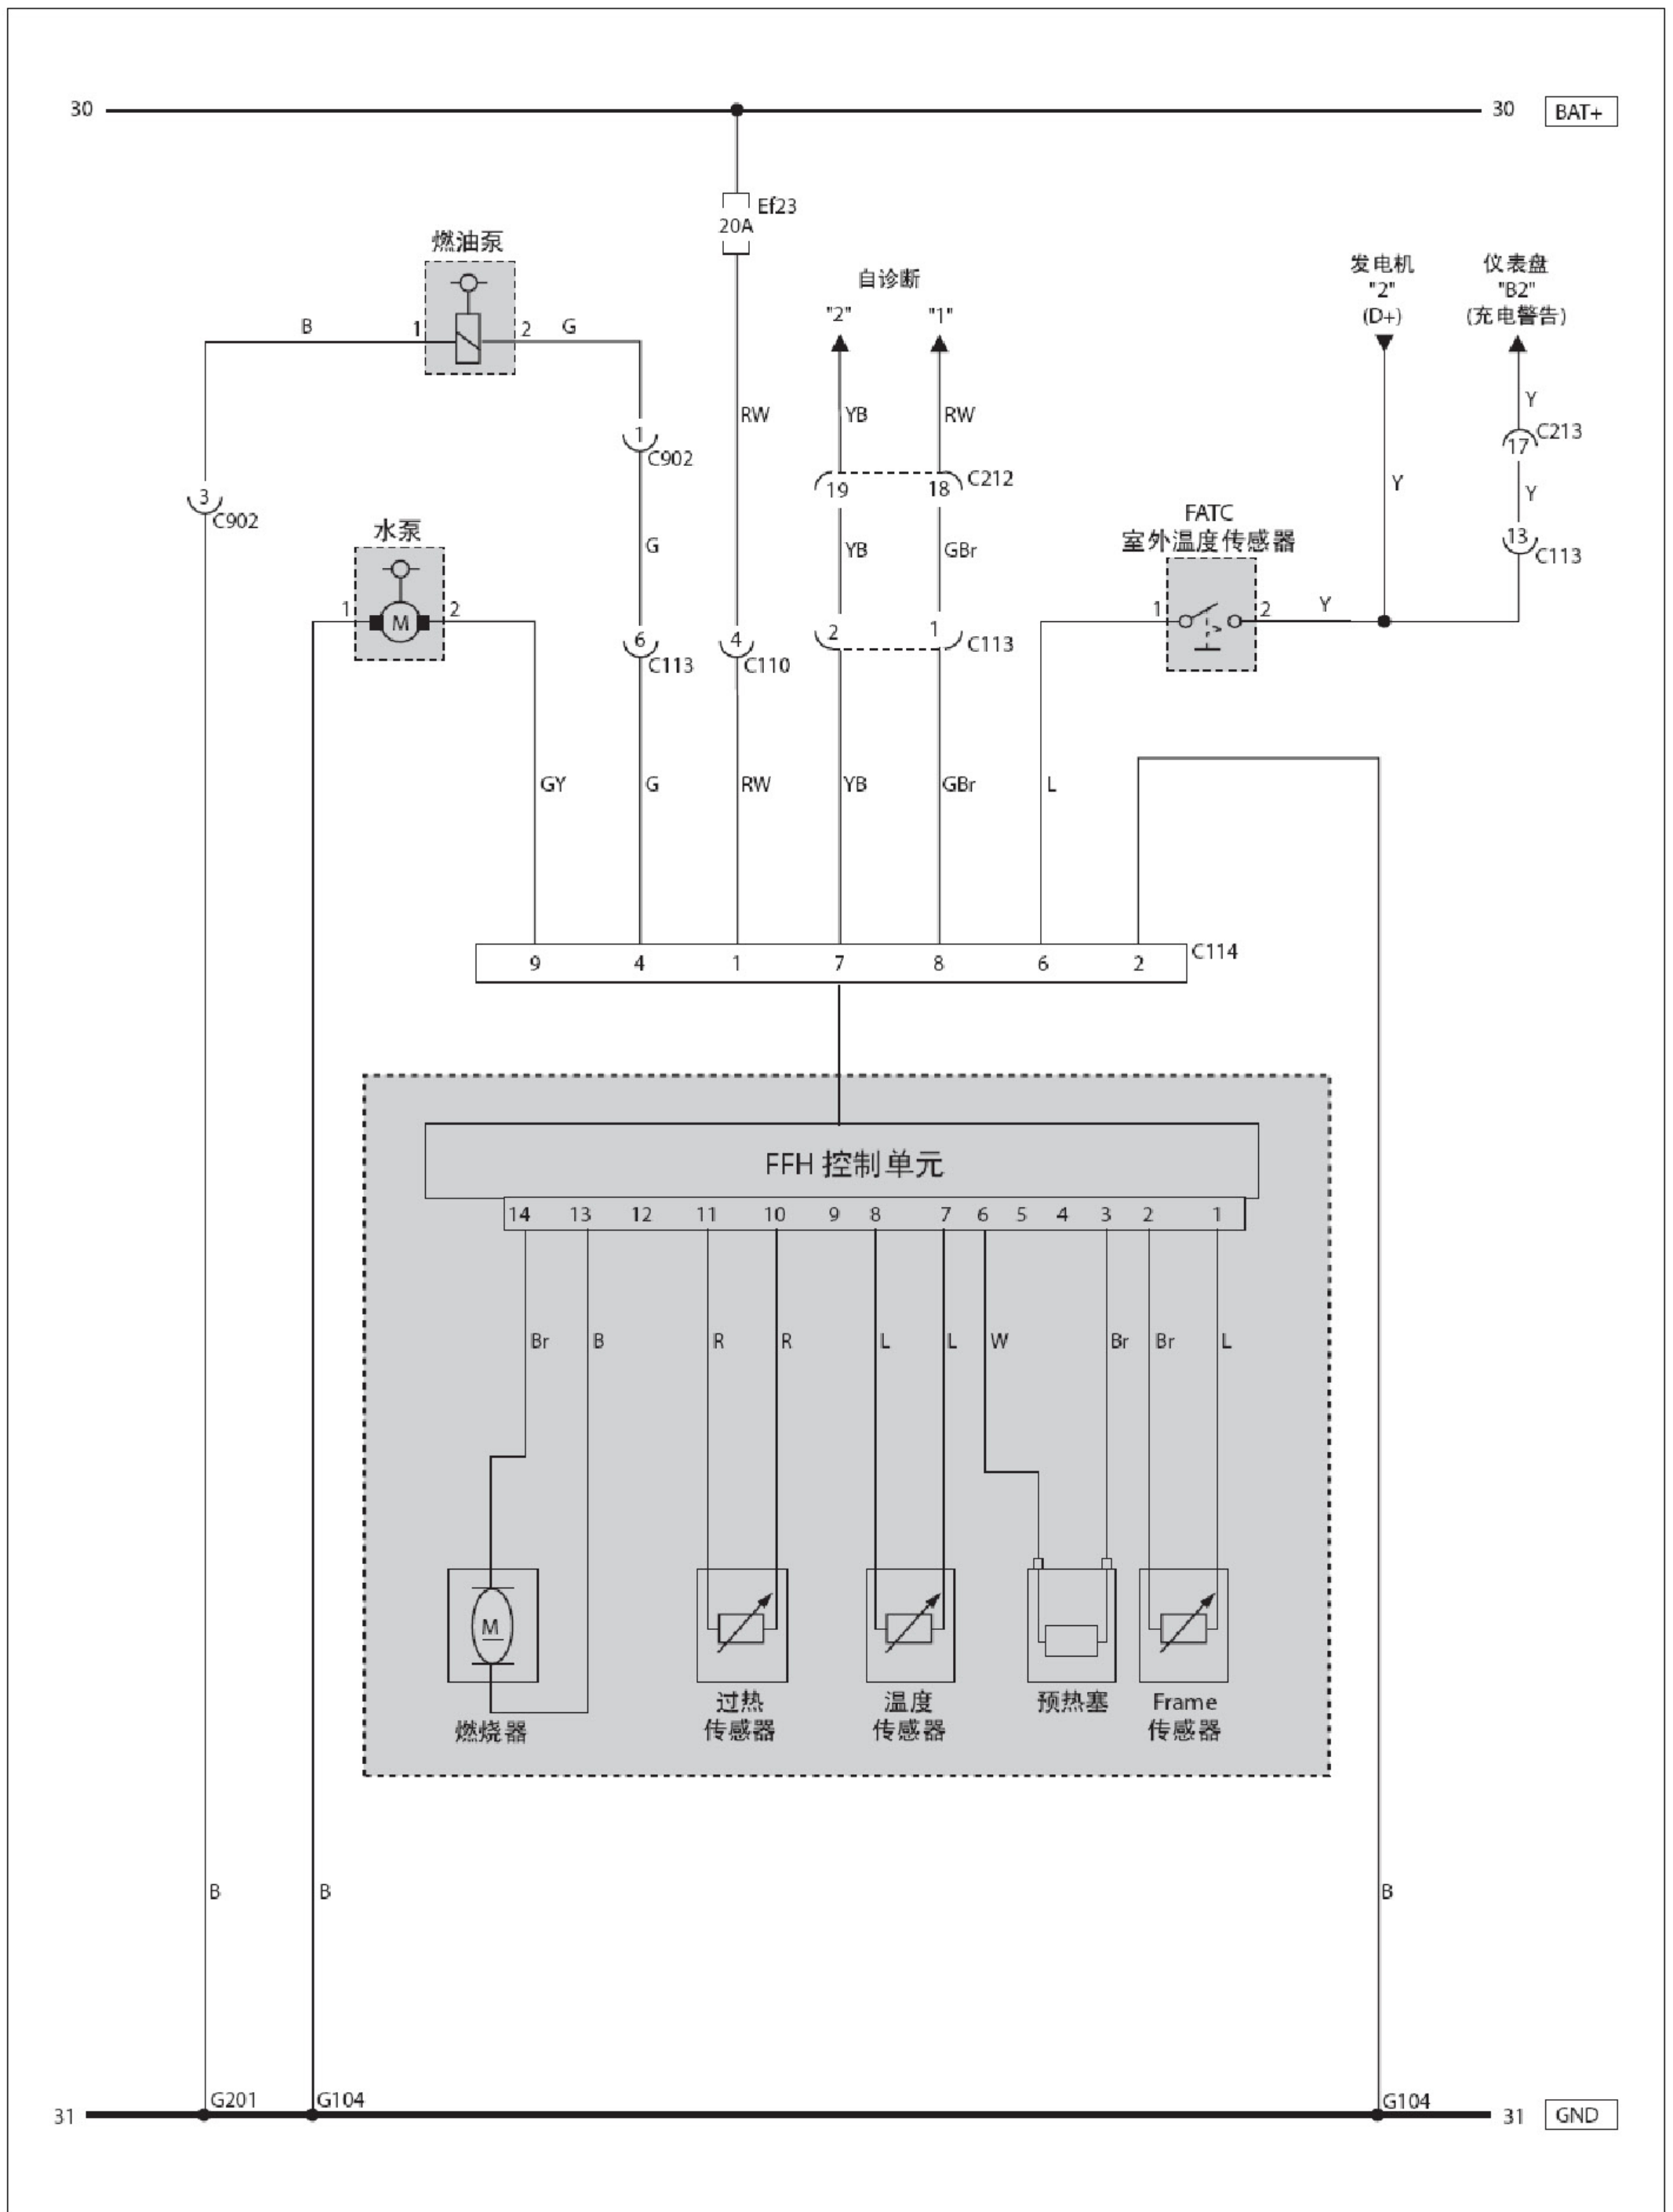 30
30
BAT+
Ef23
20A
燃油泵
自诊断
"2"
"1"
发电机
"2"
(D+)
仪表盘
"B2"
(充电警告)
B
1
2
G
RW
YB
RW
Y
C213
17
Y
1
C902
19
18
C212
3
C902
水泵
1
2
G
YB
GBr
FATC
室外温度传感器
1
2
Y
Y
13
C113
6
C113
4
C110
2
1
C113
GY
G
RW
YB
GBr
L
9
4
1
7
8
6
2
C114
FFH 控制单元
14
13
12
11
10
9
8
7
6
5
4
3
2
1
Br
B
R
R
L
L
W
Br
Br
L
M
燃烧器
过热
传感器
温度
传感器
预热塞
Frame
传感器
M
B
B
B
31
G201
G104
G104
31
GND